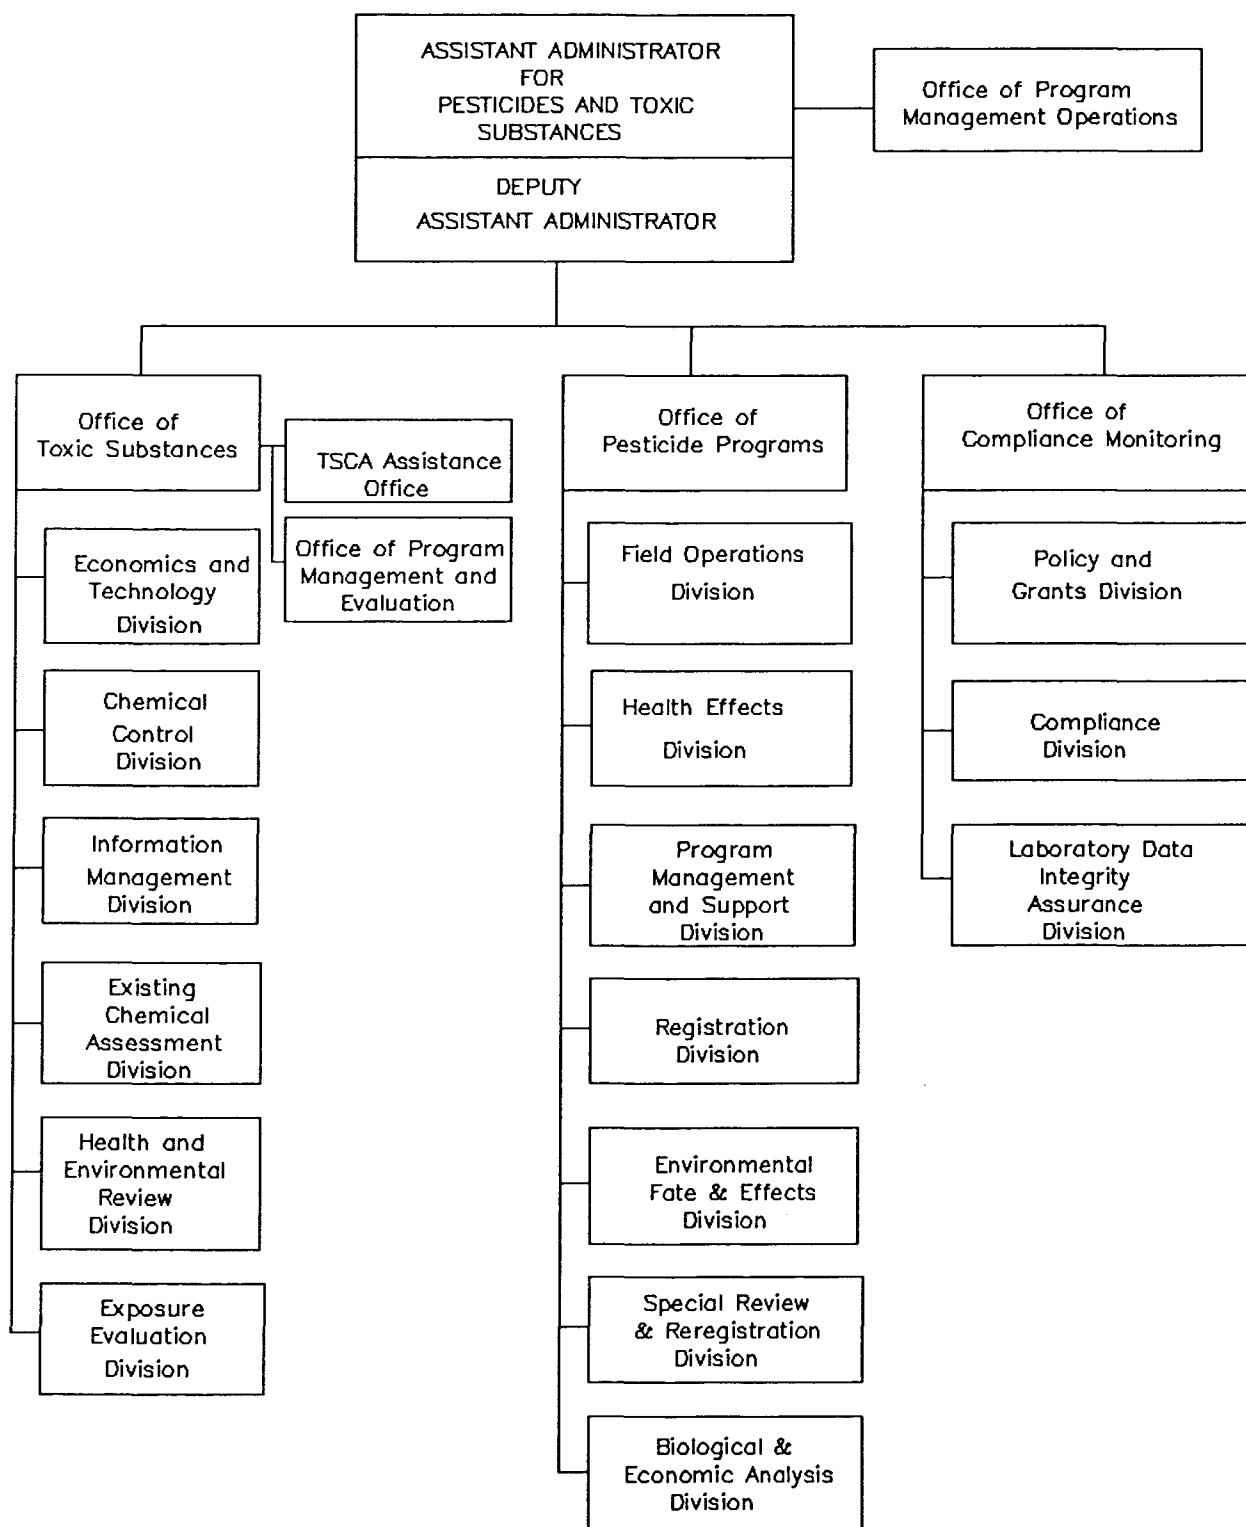 ASSISTANT ADMINISTRATOR
FOR
PESTICIDES AND TOXIC
SUBSTANCES
DEPUTY
ASSISTANT ADMINISTRATOR
Office of Program
Management Operations
Office of
Toxic Substances
TSCA Assistance
Office
Office of Program
Management and
Evaluation
Economics and
Technology
Division
Chemical
Control
Division
Information
Management
Division
Existing
Chemical
Assessment
Division
Health and
Environmental
Review
Division
Exposure
Evaluation
Division
Office of
Pesticide Programs
Field Operations
Division
Health Effects
Division
Program
Management
and Support
Division
Registration
Division
Environmental
Fate & Effects
Division
Special Review
& Reregistration
Division
Biological &
Economic Analysis
Division
Office of
Compliance Monitoring
Policy and
Grants Division
Compliance
Division
Laboratory Data
Integrity
Assurance
Division